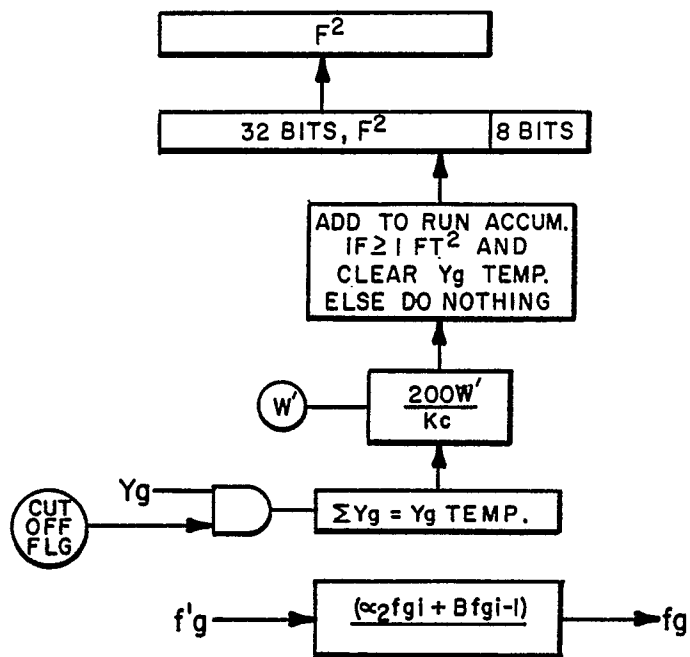 F²
32 BITS, F² 8 BITS
ADD TO RUN ACCUM.
IF ≥ 1 FT² AND
CLEAR Yg TEMP.
ELSE DO NOTHING
W'
200W'
Kc
Yg
CUT
OFF
FLG
ΣYg = Yg TEMP.
f'g
(∝₂fgi + Bfgi-1)
fg